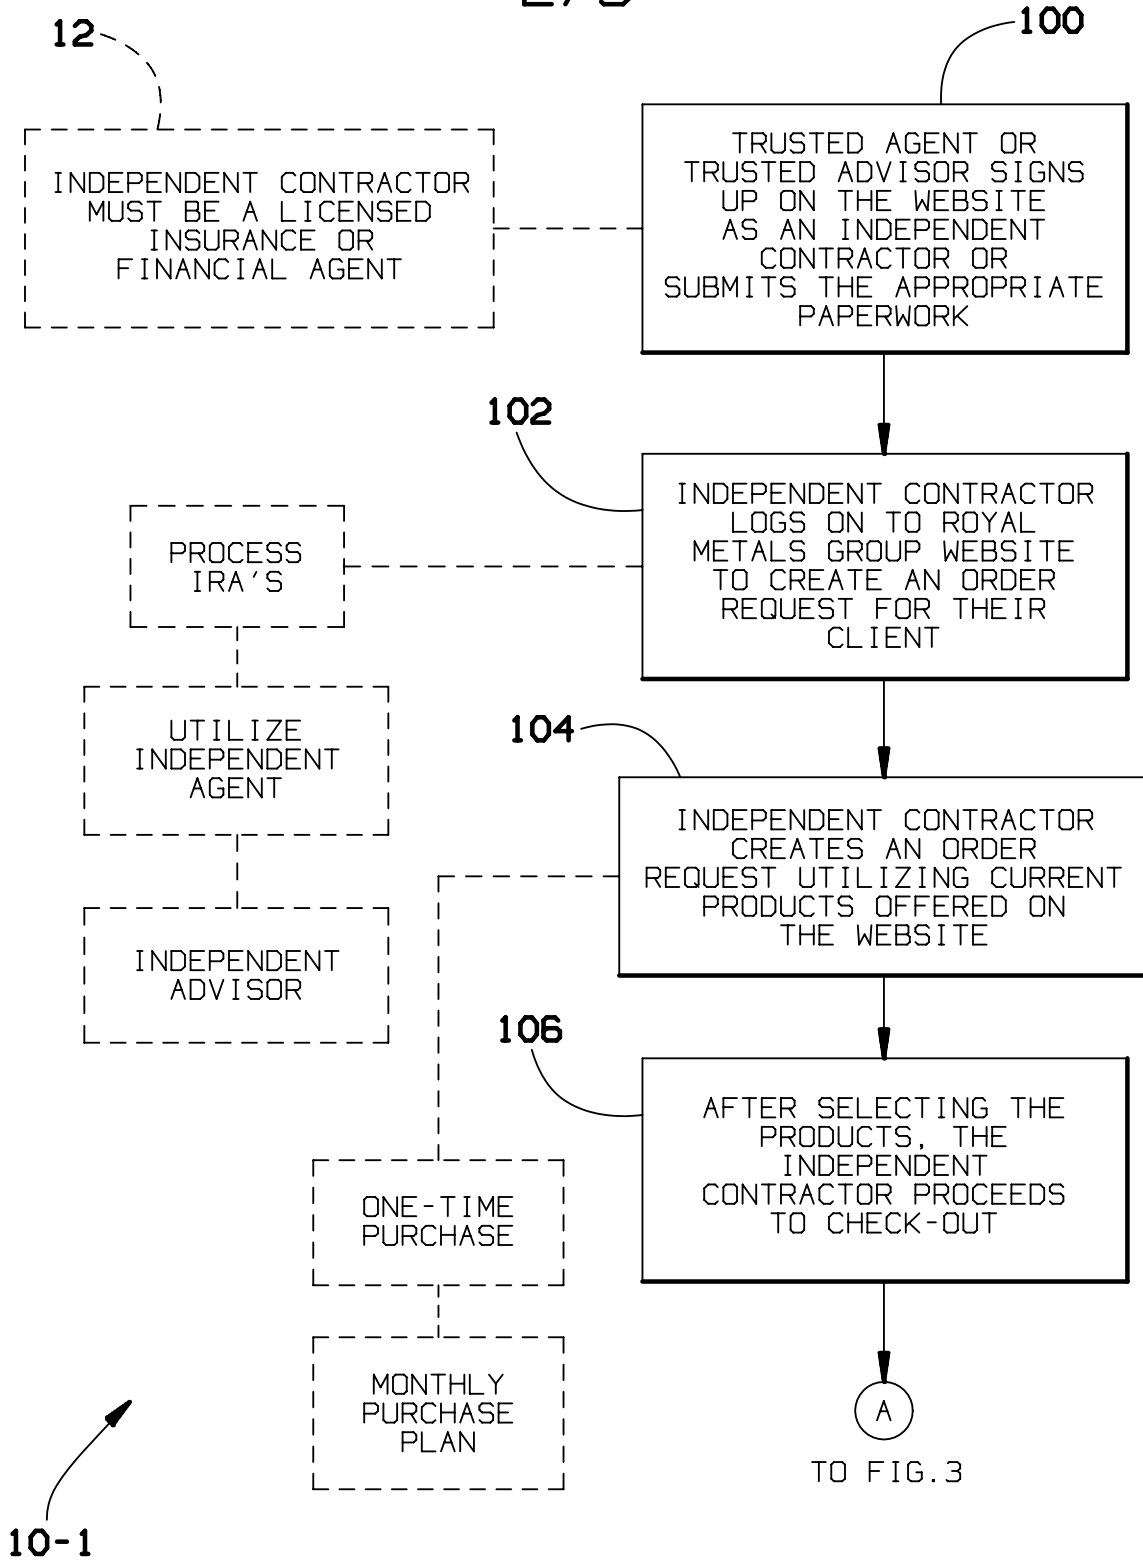 12
100
INDEPENDENT CONTRACTOR
MUST BE A LICENSED
INSURANCE OR
FINANCIAL AGENT
TRUSTED AGENT OR
TRUSTED ADVISOR SIGNS
UP ON THE WEBSITE
AS AN INDEPENDENT
CONTRACTOR OR
SUBMITS THE APPROPRIATE
PAPERWORK
102
INDEPENDENT CONTRACTOR
LOGS ON TO ROYAL
METALS GROUP WEBSITE
TO CREATE AN ORDER
REQUEST FOR THEIR
CLIENT
PROCESS
IRA'S
UTILIZE
INDEPENDENT
AGENT
INDEPENDENT
ADVISOR
104
INDEPENDENT CONTRACTOR
CREATES AN ORDER
REQUEST UTILIZING CURRENT
PRODUCTS OFFERED ON
THE WEBSITE
106
AFTER SELECTING THE
PRODUCTS, THE
INDEPENDENT
CONTRACTOR PROCEEDS
TO CHECK-OUT
ONE-TIME
PURCHASE
MONTHLY
PURCHASE
PLAN
A
TO FIG.3
10-1